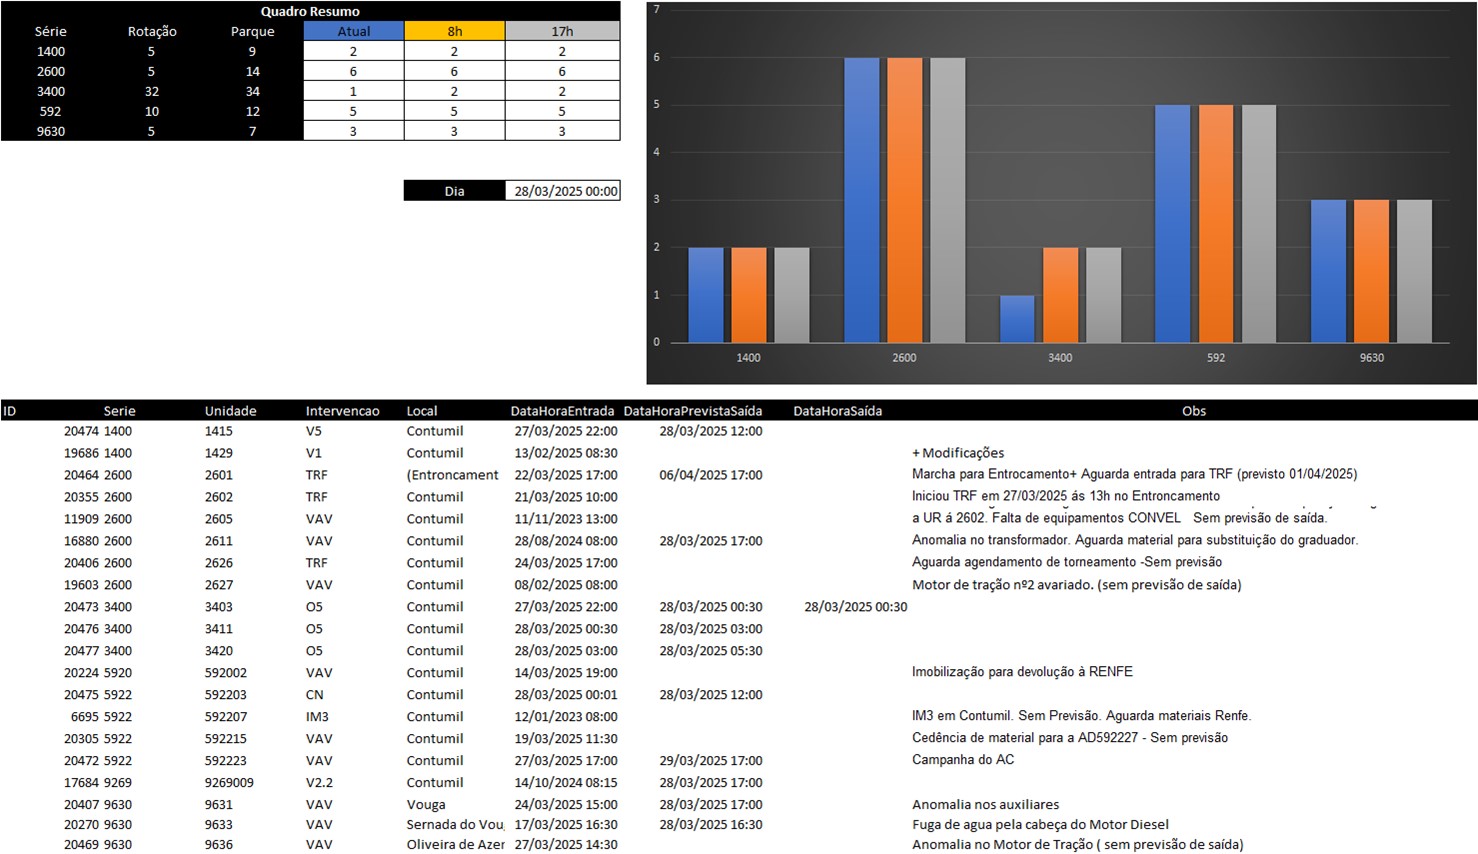 Quadro Resumo
Série Rotação Parque Atual 8h 17h
1400 5 9 2 2 2
2600 5 14 6 6 6
3400 32 34 1 2 2
592 10 12 5 5 5
9630 5 7 3 3 3
Dia 28/03/2025 00:00
7
6
5
4
3
2
1
0
1400 2600 3400 592 9630
ID Serie Unidade Intervencao Local DataHoraEntrada DataHoraPrevistaSaída DataHoraSaída Obs
20474 1400 1415 V5 Contumil 27/03/2025 22:00 28/03/2025 12:00
19686 1400 1429 V1 Contumil 13/02/2025 08:30 + Modificações
20464 2600 2601 TRF (Entroncament 22/03/2025 17:00 06/04/2025 17:00 Marcha para Entrocamento+ Aguarda entrada para TRF (previsto 01/04/2025)
20355 2600 2602 TRF Contumil 21/03/2025 10:00 Iniciou TRF em 27/03/2025 ás 13h no Entroncamento
11909 2600 2605 VAV Contumil 11/11/2023 13:00 a UR á 2602. Falta de equipamentos CONVEL Sem previsão de saída.
16880 2600 2611 VAV Contumil 28/08/2024 08:00 28/03/2025 17:00 Anomalia no transformador. Aguarda material para substituição do graduador.
20406 2600 2626 TRF Contumil 24/03/2025 17:00 Aguarda agendamento de torneamento -Sem previsão
19603 2600 2627 VAV Contumil 08/02/2025 08:00 Motor de tração nº2 avariado. (sem previsão de saída)
20473 3400 3403 O5 Contumil 27/03/2025 22:00 28/03/2025 00:30 28/03/2025 00:30
20476 3400 3411 O5 Contumil 28/03/2025 00:30 28/03/2025 03:00
20477 3400 3420 O5 Contumil 28/03/2025 03:00 28/03/2025 05:30
20224 5920 592002 VAV Contumil 14/03/2025 19:00 Imobilização para devolução à RENFE
20475 5922 592203 CN Contumil 28/03/2025 00:01 28/03/2025 12:00
6695 5922 592207 IM3 Contumil 12/01/2023 08:00 IM3 em Contumil. Sem Previsão. Aguarda materiais Renfe.
20305 5922 592215 VAV Contumil 19/03/2025 11:30 Cedência de material para a AD592227 - Sem previsão
20472 5922 592223 VAV Contumil 27/03/2025 17:00 29/03/2025 17:00 Campanha do AC
17684 9269 9269009 V2.2 Contumil 14/10/2024 08:15 28/03/2025 17:00
20407 9630 9631 VAV Vouga 24/03/2025 15:00 28/03/2025 17:00 Anomalia nos auxiliares
20270 9630 9633 VAV Sernada do Vou 17/03/2025 16:30 28/03/2025 16:30 Fuga de agua pela cabeça do Motor Diesel
20469 9630 9636 VAV Oliveira de Azer 27/03/2025 14:30 Anomalia no Motor de Tração ( sem previsão de saída)